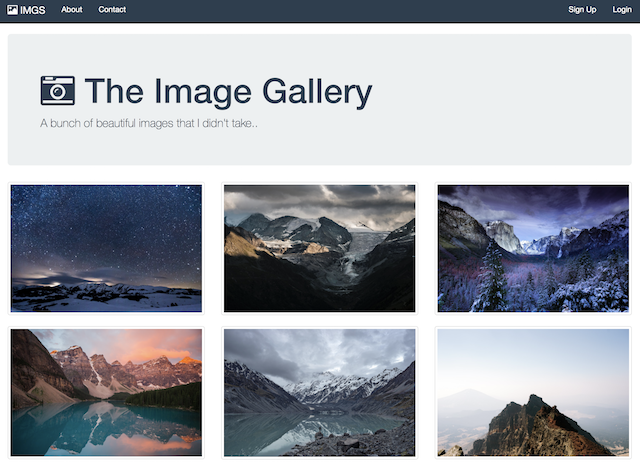 IMGS About Contact Sign Up Login
The Image Gallery
A bunch of beautiful images that I didn't take..